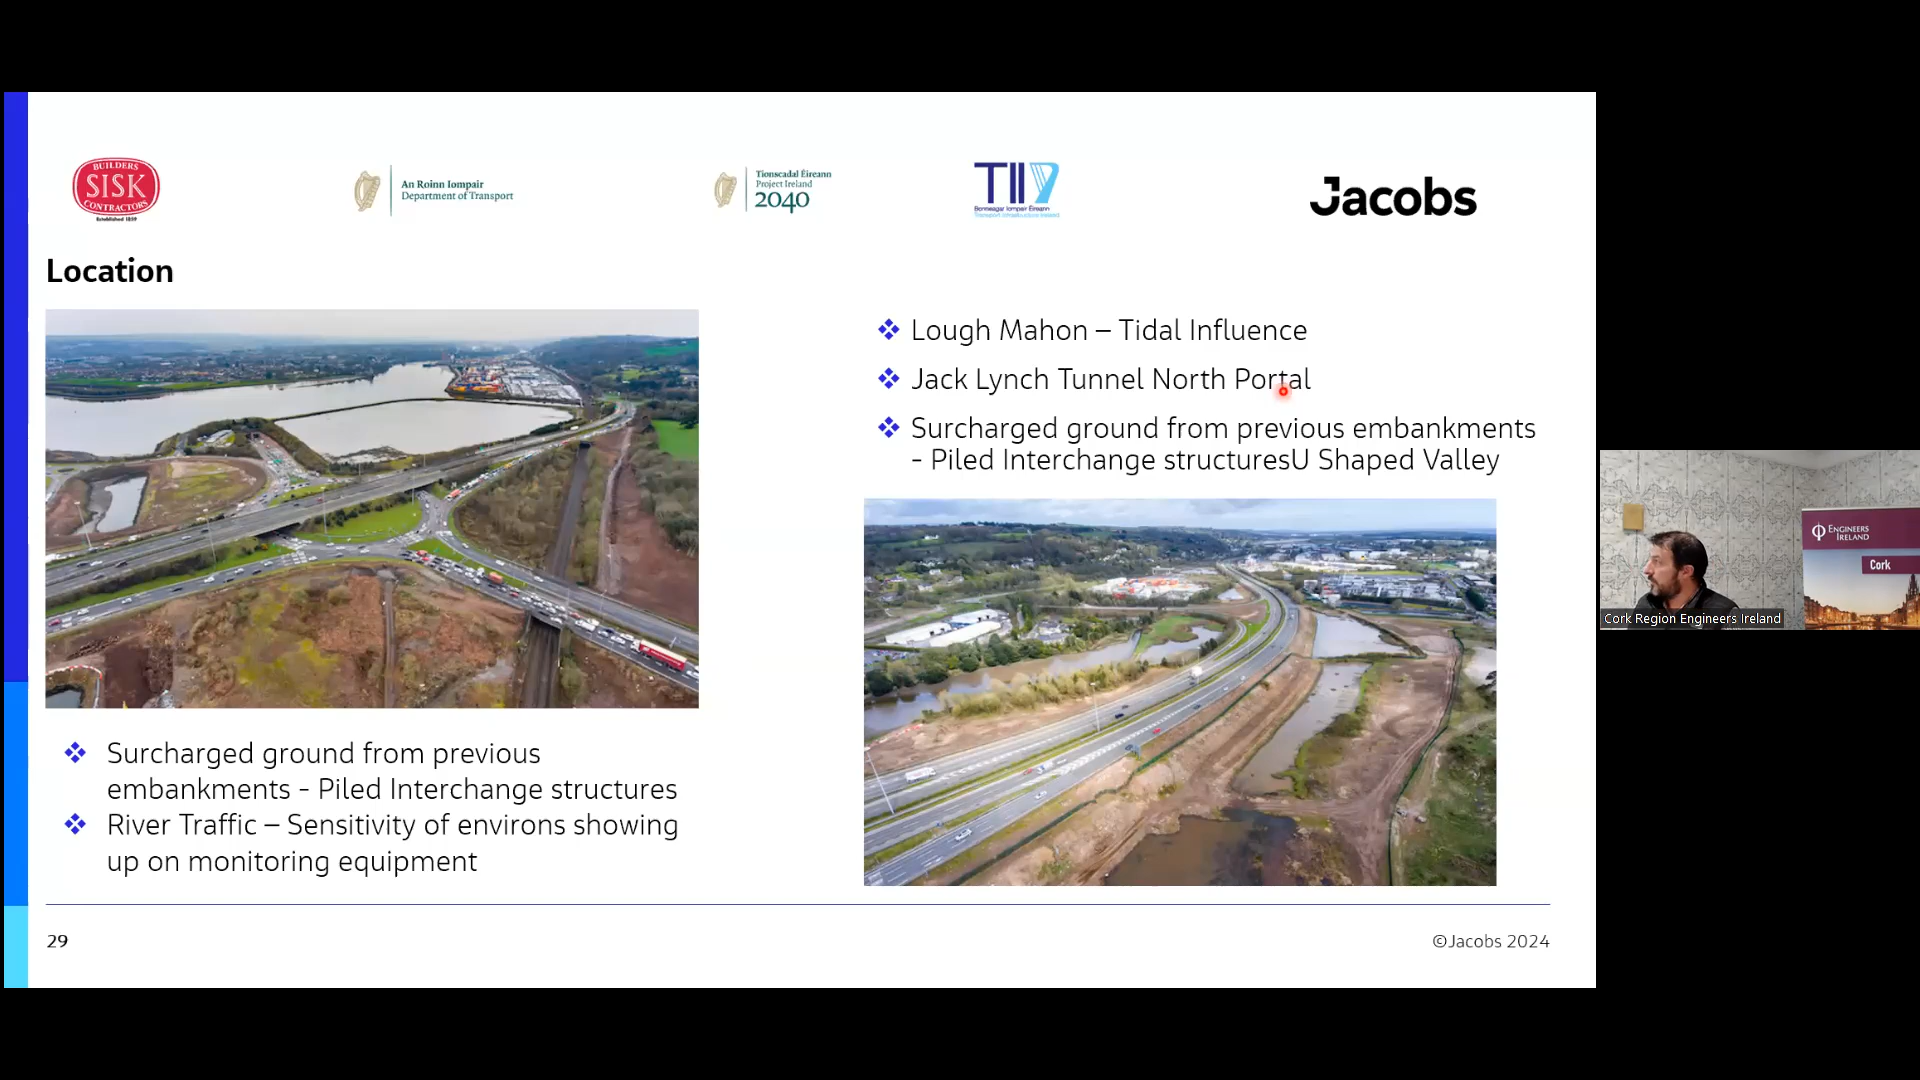 BUILDERS
SISK
CONTRACTORS
Established 1859
An Roinn Iompair
Department of Transport
Tionscadal Éireann
Project Ireland
2040
TII
Bonneagar Iompair Éireann
Transport Infrastructure Ireland
Jacobs
Location
Lough Mahon – Tidal Influence
Jack Lynch Tunnel North Portal
Surcharged ground from previous embankments
- Piled Interchange structuresU Shaped Valley
Surcharged ground from previous
embankments - Piled Interchange structures
River Traffic – Sensitivity of environs showing
up on monitoring equipment
29
©Jacobs 2024
ENGINEERS
IRELAND
Cork
Cork Region Engineers Ireland